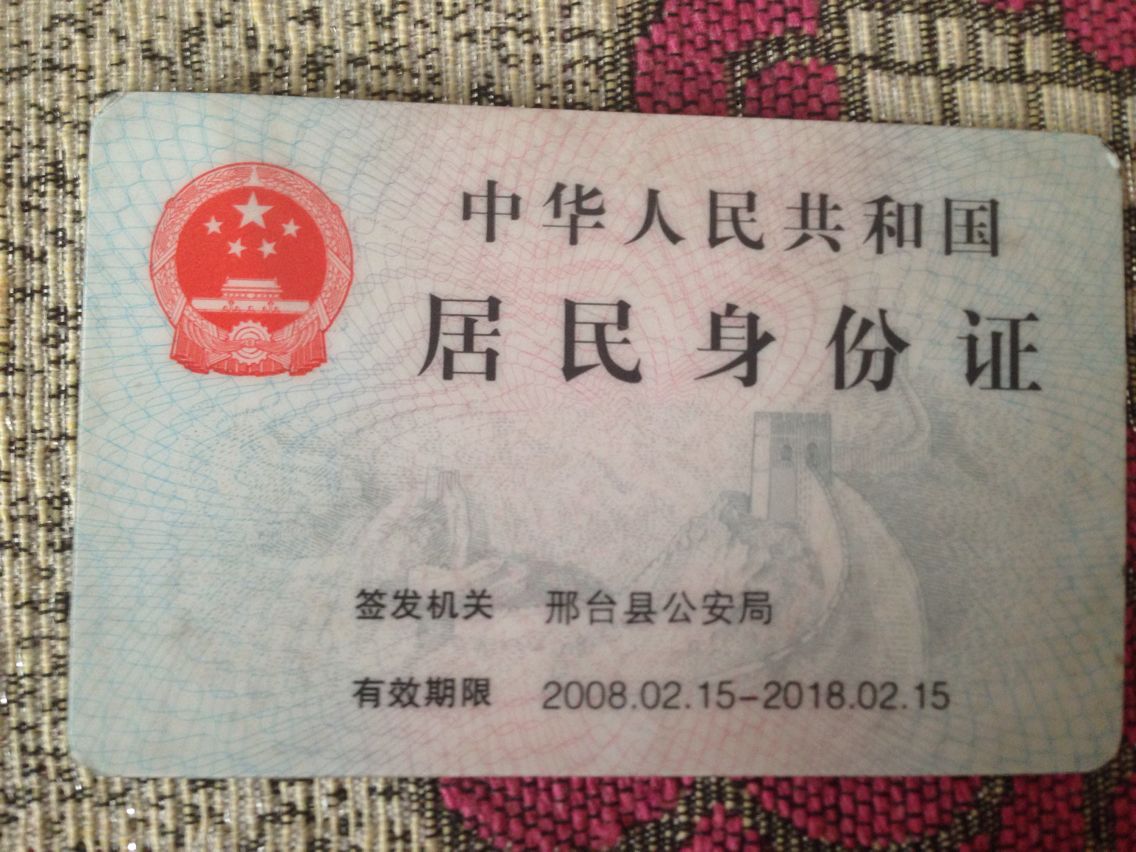 中华人民共和国
居民身份证
签发机关 邢台县公安局
有效期限 2008.02.15-2018.02.15